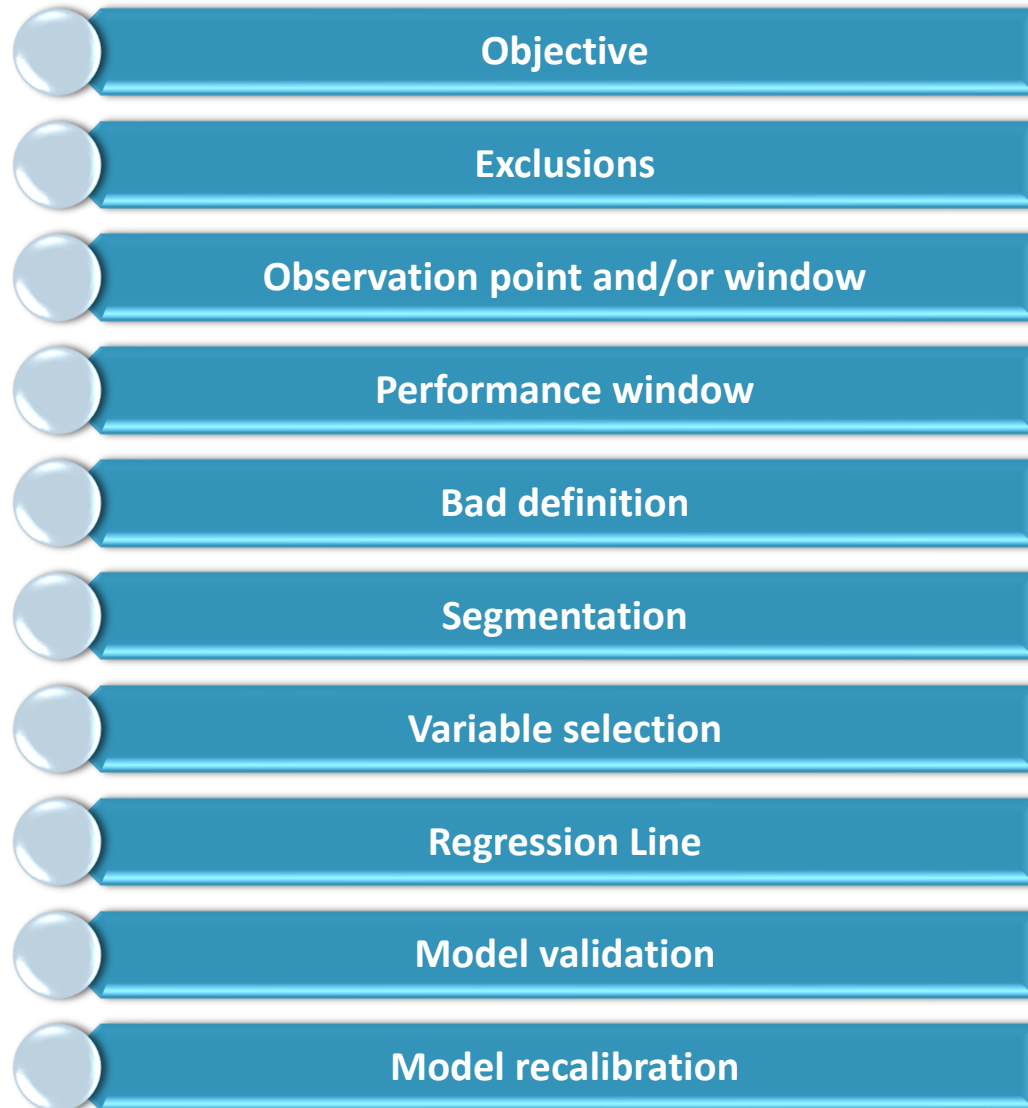 Objective
Exclusions
Observation point and/or window
Performance window
Bad definition
Segmentation
Variable selection
Regression Line
Model validation
Model recalibration